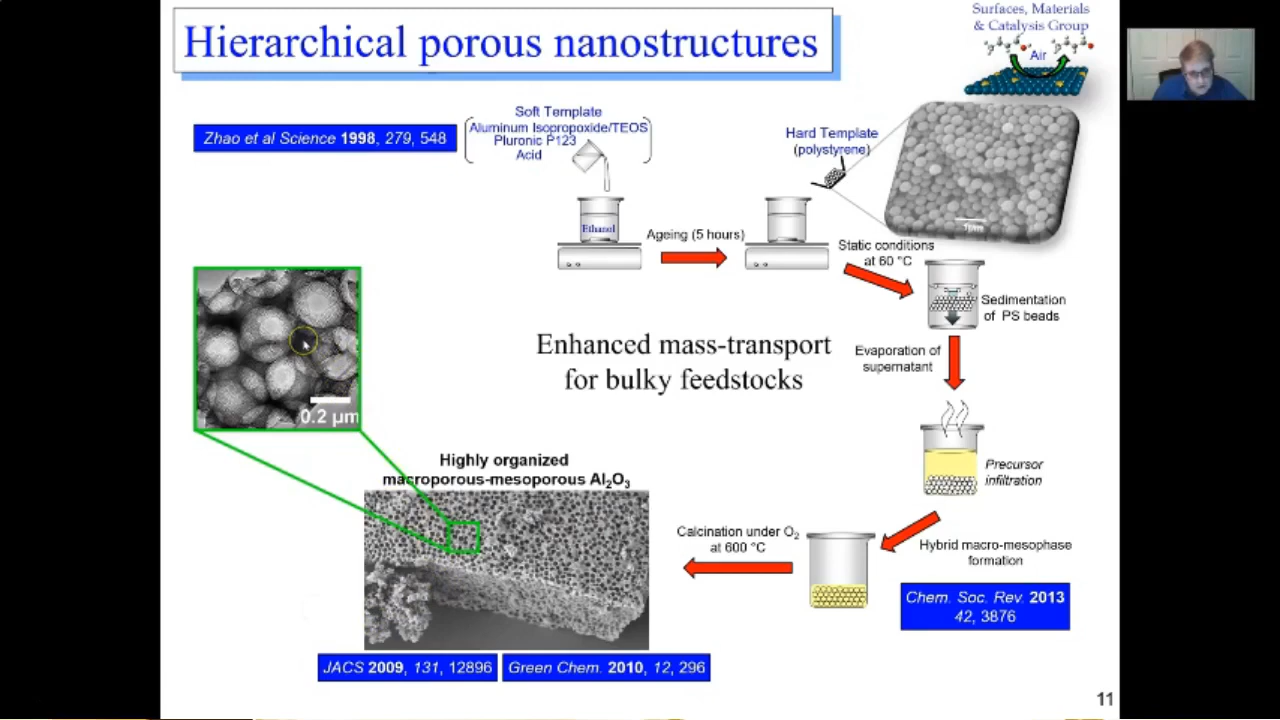 Hierarchical porous nanostructures
Surfaces, Materials
& Catalysis Group
Air
Zhao et al Science 1998, 279, 548
Soft Template
Aluminum Isopropoxide/TEOS
Pluronic P123
Acid
Hard Template
(polystyrene)
1µm
Ethanol
Ageing (5 hours)
Static conditions
at 60 °C
Sedimentation
of PS beads
Enhanced mass-transport
for bulky feedstocks
Evaporation of
supernatant
0.2 µm
Precursor
infiltration
Highly organized
macroporous-mesoporous Al2O3
Calcination under O2
at 600 °C
Hybrid macro-mesophase
formation
Chem. Soc. Rev. 2013
42, 3876
JACS 2009, 131, 12896
Green Chem. 2010, 12, 296
11